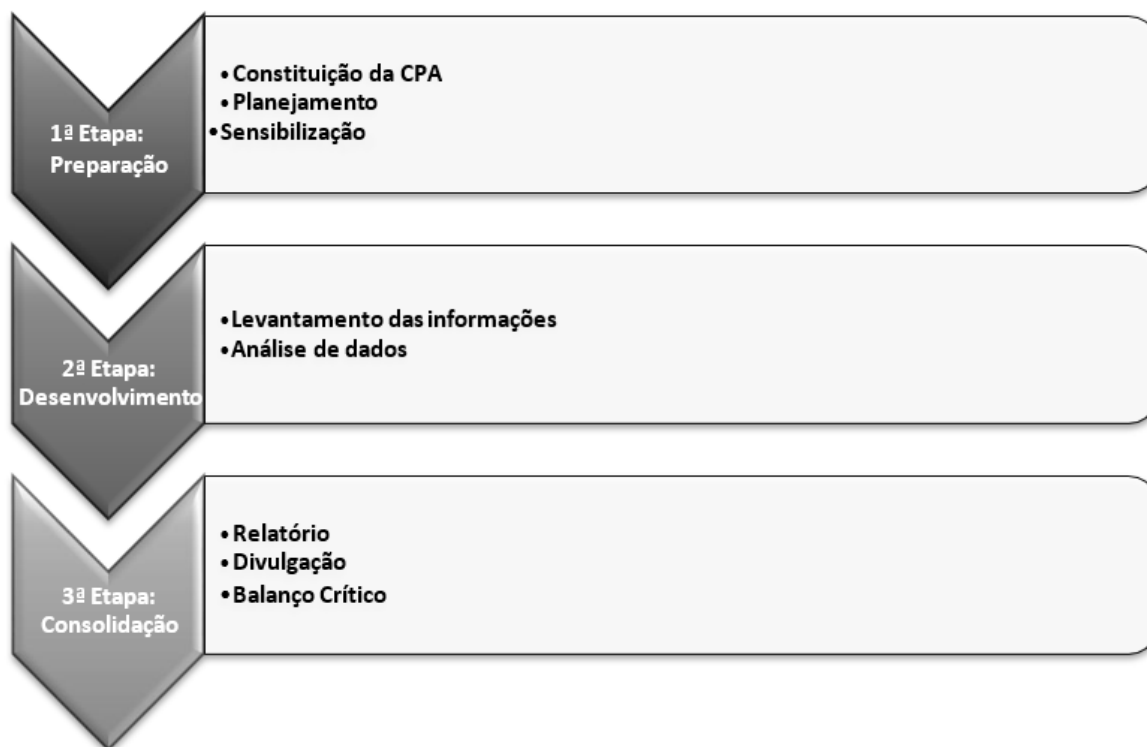 1ª Etapa:
Preparação
•Constituição da CPA
•Planejamento
•Sensibilização
2ª Etapa:
Desenvolvimento
•Levantamento das informações
•Análise de dados
3ª Etapa:
Consolidação
•Relatório
•Divulgação
•Balanço Crítico